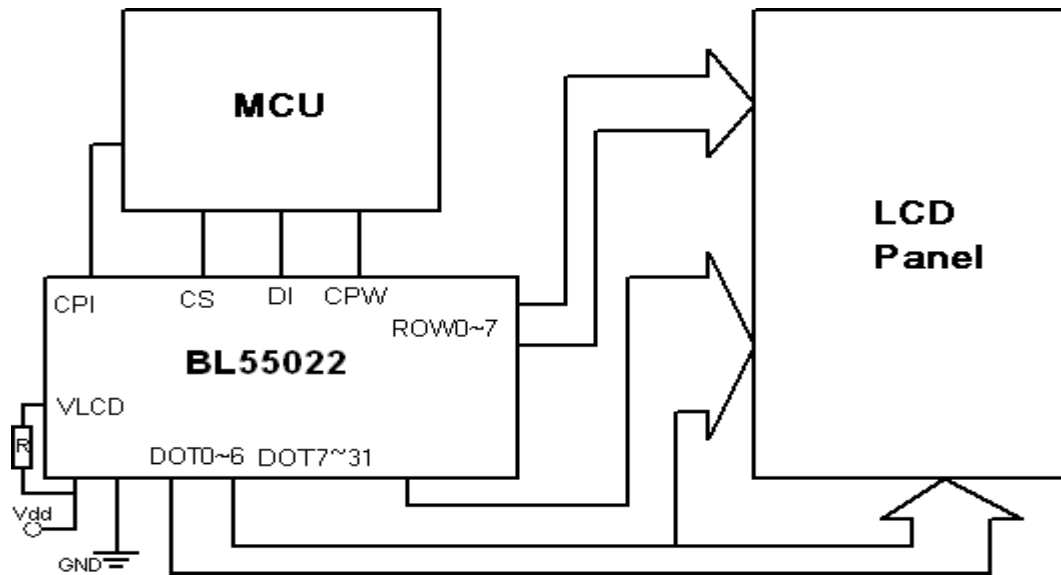 MCU
LCD
Panel
CPI
CS
DI
CPW
ROW0~7
BL55022
VLCD
R
DOT0~6
DOT7~31
Vdd
GND